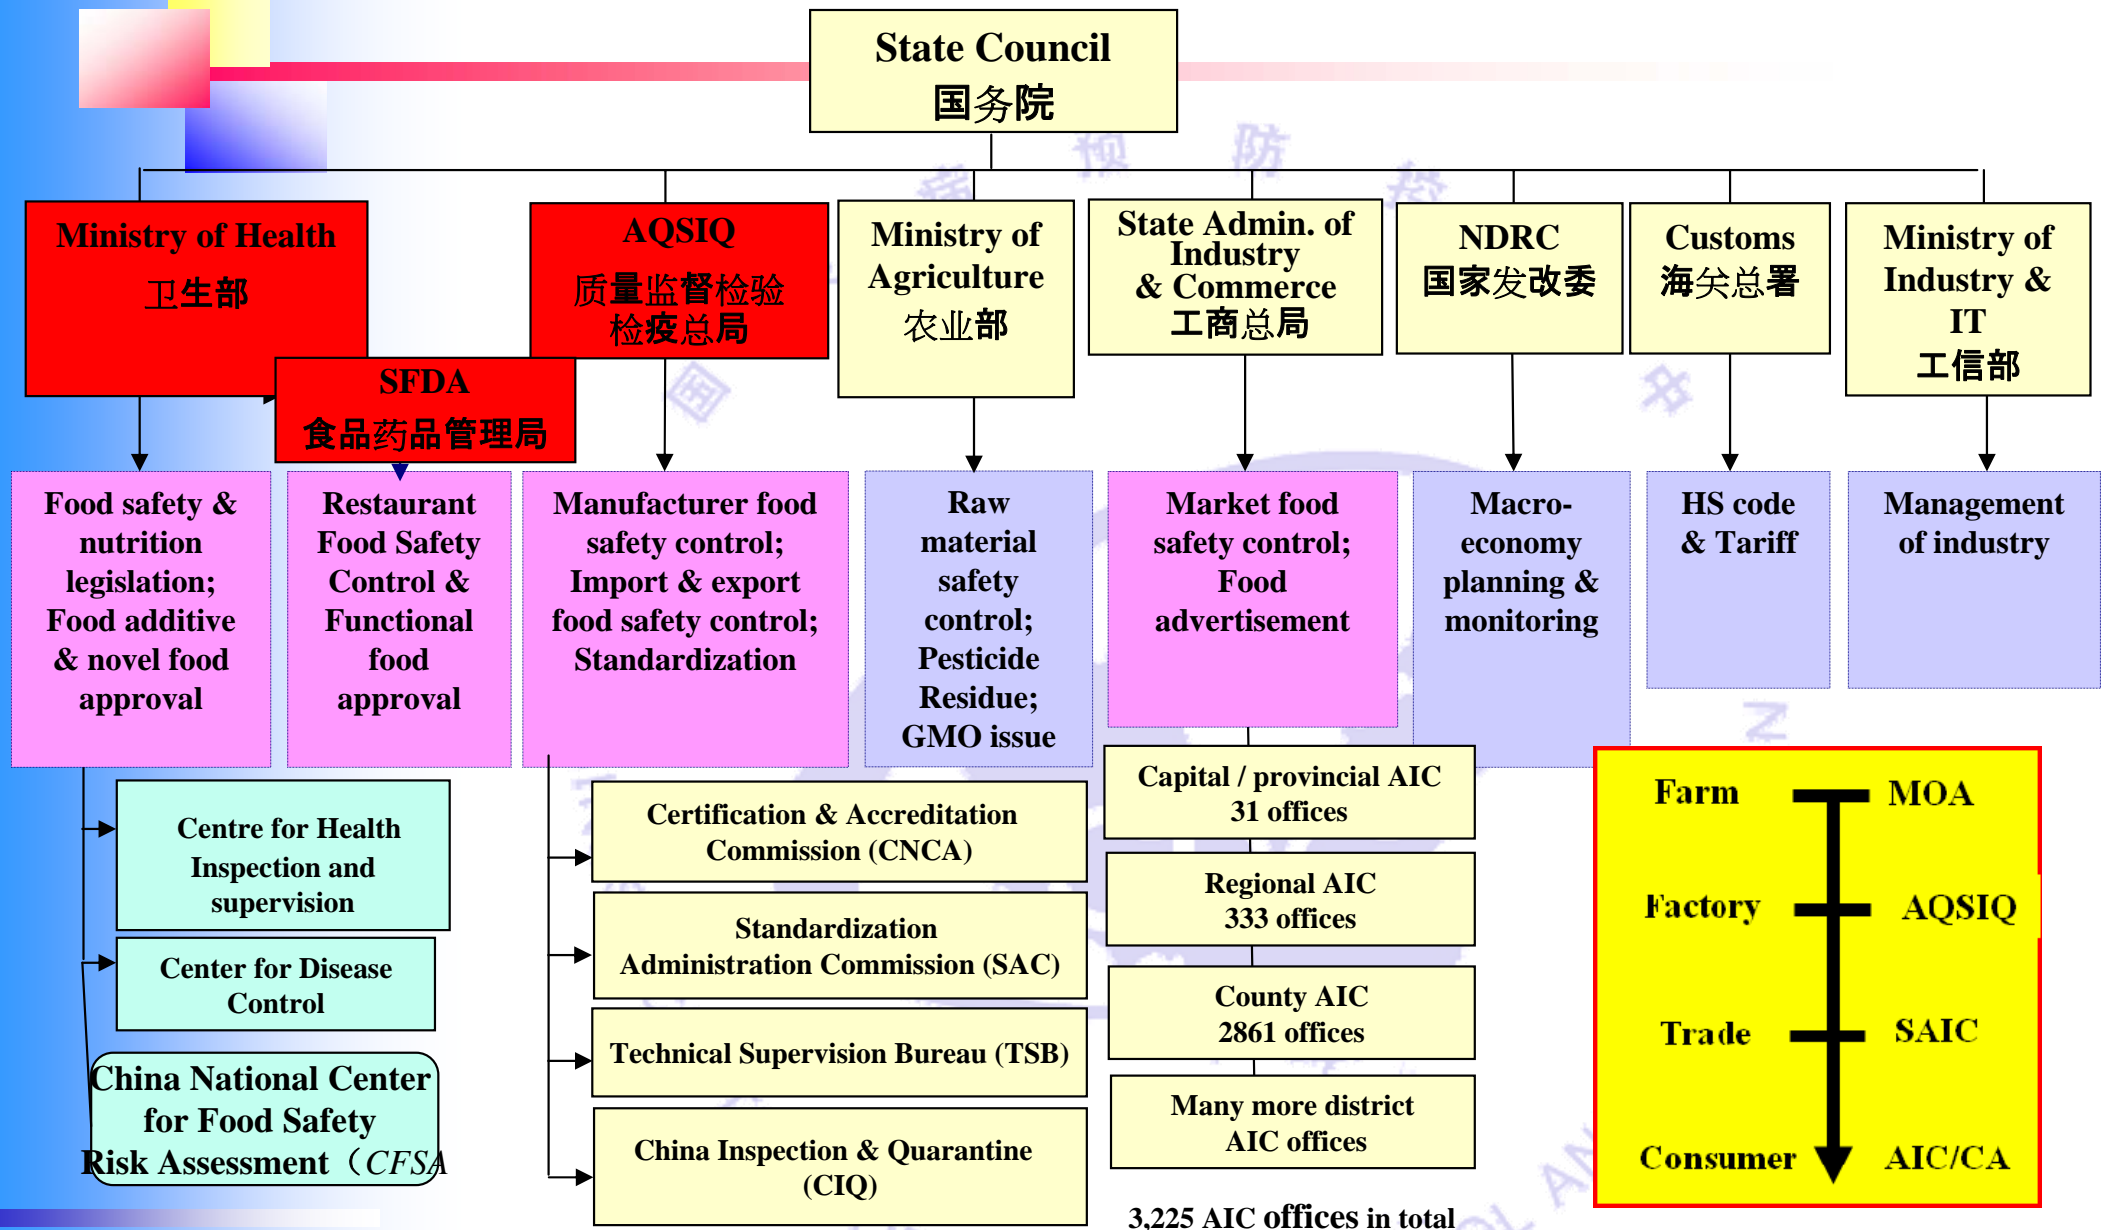 State Council
国务院
Ministry of Health
卫生部
SFDA
食品药品管理局
AQSIQ
质量监督检验
检疫总局
Ministry of
Agriculture
农业部
State Admin. of
Industry
& Commerce
工商总局
NDRC
国家发改委
Customs
海关总署
Ministry of
Industry &
IT
工信部
Food safety &
nutrition
legislation;
Food additive
& novel food
approval
Restaurant
Food Safety
Control &
Functional
food
approval
Manufacturer food
safety control;
Import & export
food safety control;
Standardization
Raw
material
safety
control;
Pesticide
Residue;
GMO issue
Market food
safety control;
Food
advertisement
Macro-
economy
planning &
monitoring
HS code
& Tariff
Management
of industry
Centre for Health
Inspection and
supervision
Center for Disease
Control
China National Center
for Food Safety
Risk Assessment（CFSA
Certification & Accreditation
Commission (CNCA)
Standardization
Administration Commission (SAC)
Technical Supervision Bureau (TSB)
China Inspection & Quarantine
(CIQ)
Capital / provincial AIC
31 offices
Regional AIC
333 offices
County AIC
2861 offices
Many more district
AIC offices
3,225 AIC offices in total
Farm MOA
Factory AQSIQ
Trade SAIC
Consumer AIC/CA
预 防 控
国
中